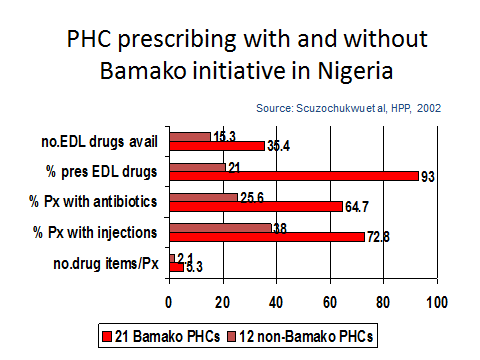 PHC prescribing with and without
Bamako initiative in Nigeria
Source: Scuzochukwu et al, HPP, 2002
no.EDL drugs avail
15.3
35.4
% pres EDL drugs
21
93
% Px with antibiotics
25.6
64.7
% Px with injections
38
72.8
no.drug items/Px
2.1
5.3
0 20 40 60 80 100
21 Bamako PHCs 12 non-Bamako PHCs